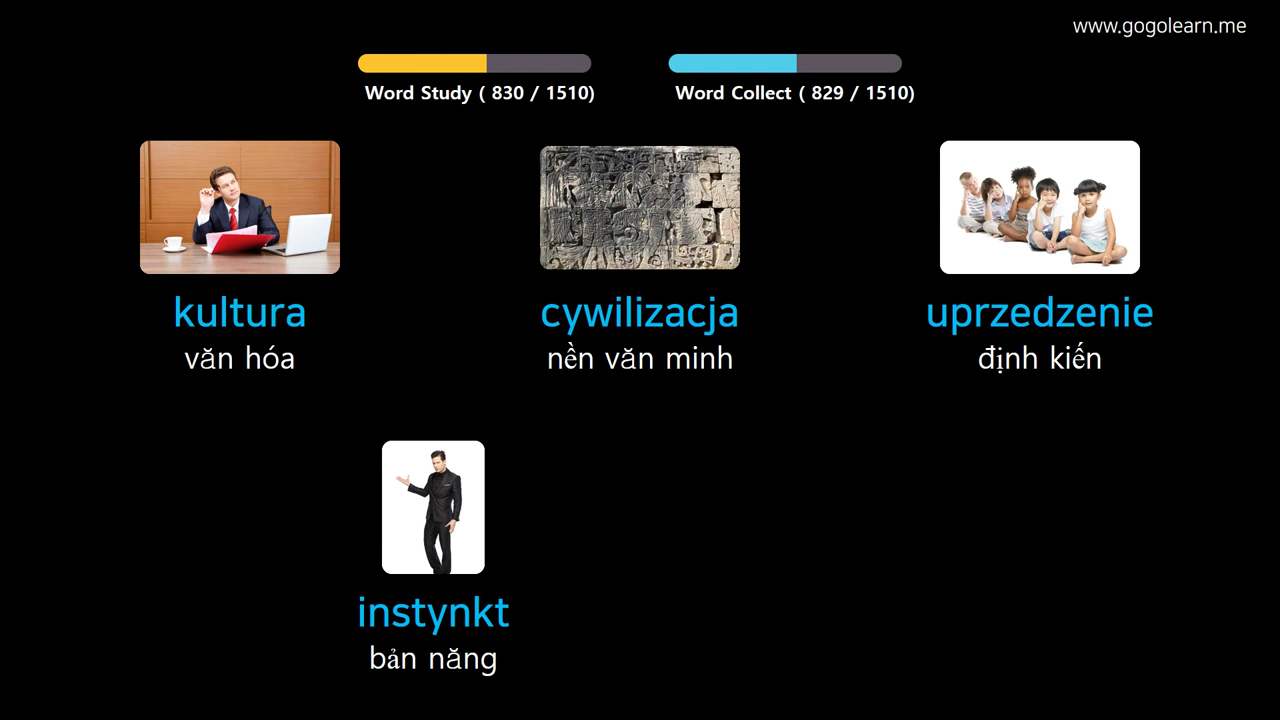 www.gogolearn.me
Word Study ( 830 / 1510)
Word Collect ( 829 / 1510)
kultura
văn hóa
cywilizacja
nền văn minh
uprzedzenie
định kiến
instynkt
bản năng